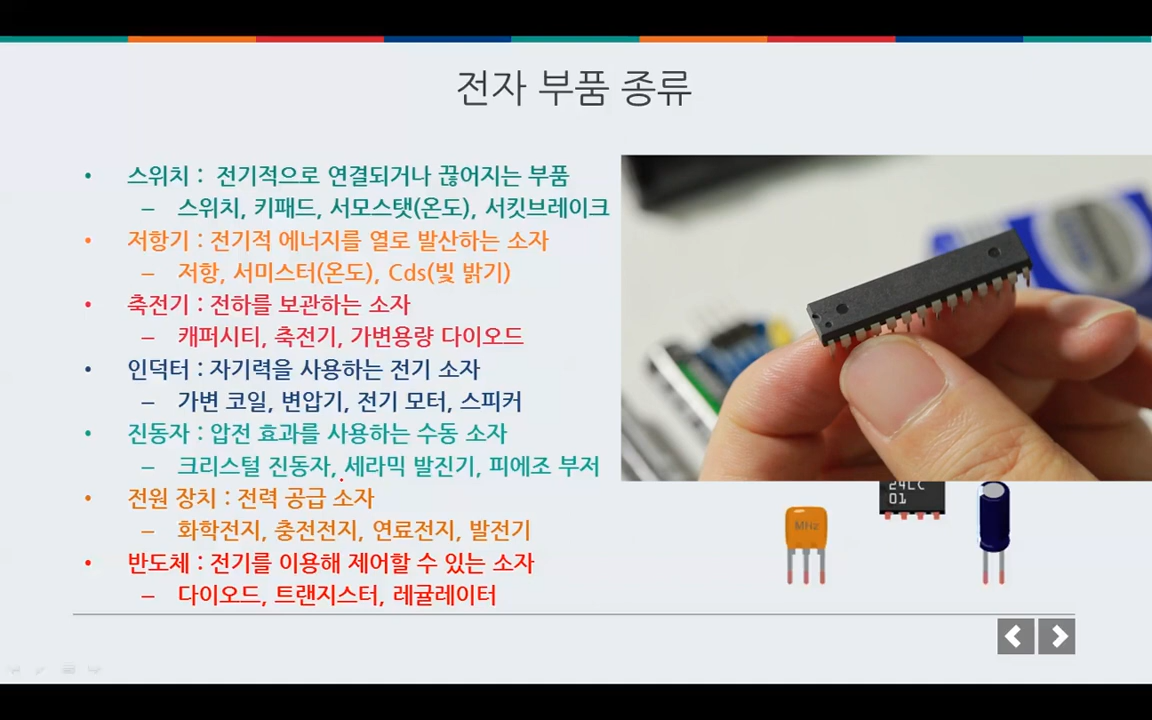 전자 부품 종류
• 스위치 : 전기적으로 연결되거나 끊어지는 부품
– 스위치, 키패드, 서모스탯(온도), 서킷브레이크
• 저항기 : 전기적 에너지를 열로 발산하는 소자
– 저항, 서미스터(온도), Cds(빛 밝기)
• 축전기 : 전하를 보관하는 소자
– 캐퍼시티, 축전기, 가변용량 다이오드
• 인덕터 : 자기력을 사용하는 전기 소자
– 가변 코일, 변압기, 전기 모터, 스피커
• 진동자 : 압전 효과를 사용하는 수동 소자
– 크리스털 진동자, 세라믹 발진기, 피에조 부저
• 전원 장치 : 전력 공급 소자
– 화학전지, 충전전지, 연료전지, 발전기
• 반도체 : 전기를 이용해 제어할 수 있는 소자
– 다이오드, 트랜지스터, 레귤레이터
24LC
01
MHz